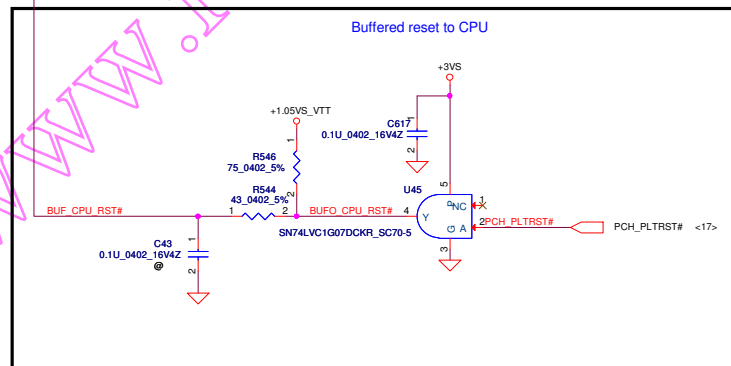 Buffered reset to CPU
+3VS
+1.05VS_VTT
C617
0.1U_0402_16V4Z
1
2
1
R546
75_0402_5%
2
R544
43_0402_5%
U45
5
P
NC
1
BUF_CPU_RST#
1
2
BUFO_CPU_RST#
4
Y
A
G
2
PCH_PLTRST#
PCH_PLTRST# <17>
SN74LVC1G07DCKR_SC70-5
3
C43
0.1U_0402_16V4Z
@
1
2
www.